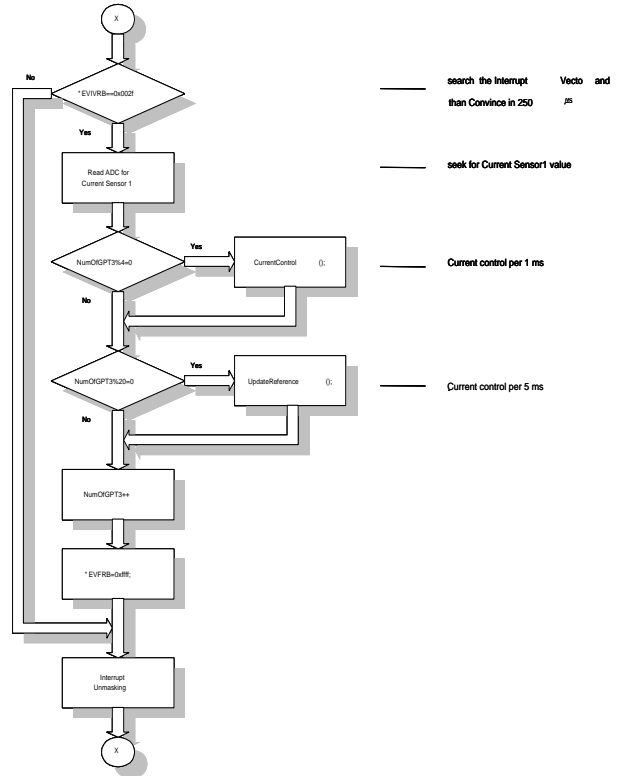 X
No
*EVIVRB==0x002f
search the Interrupt Vecto and
than Convince in 250 µs
Yes
Read ADC for
Current Sensor 1
seek for Current Sensor1 value
Yes
NumOfGPT3%4=0
CurrentControl ();
Current control per 1 ms
No
Yes
NumOfGPT3%20=0
UpdateReference ();
Current control per 5 ms
No
NumOfGPT3++
*EVFRB=0xffff;
Interrupt
Unmasking
X